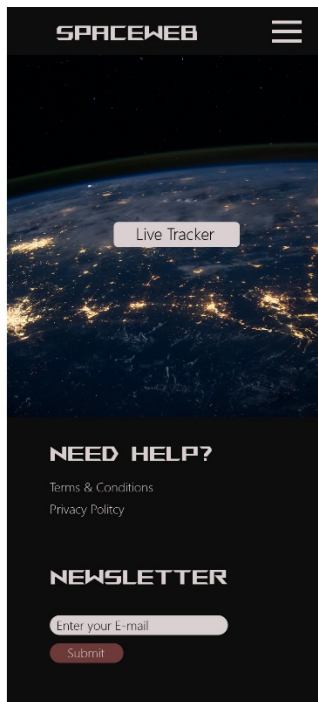 SPACEWEB
Live Tracker
NEED HELP?
Terms & Conditions
Privacy Politcy
NEWSLETTER
Enter your E-mail
Submit